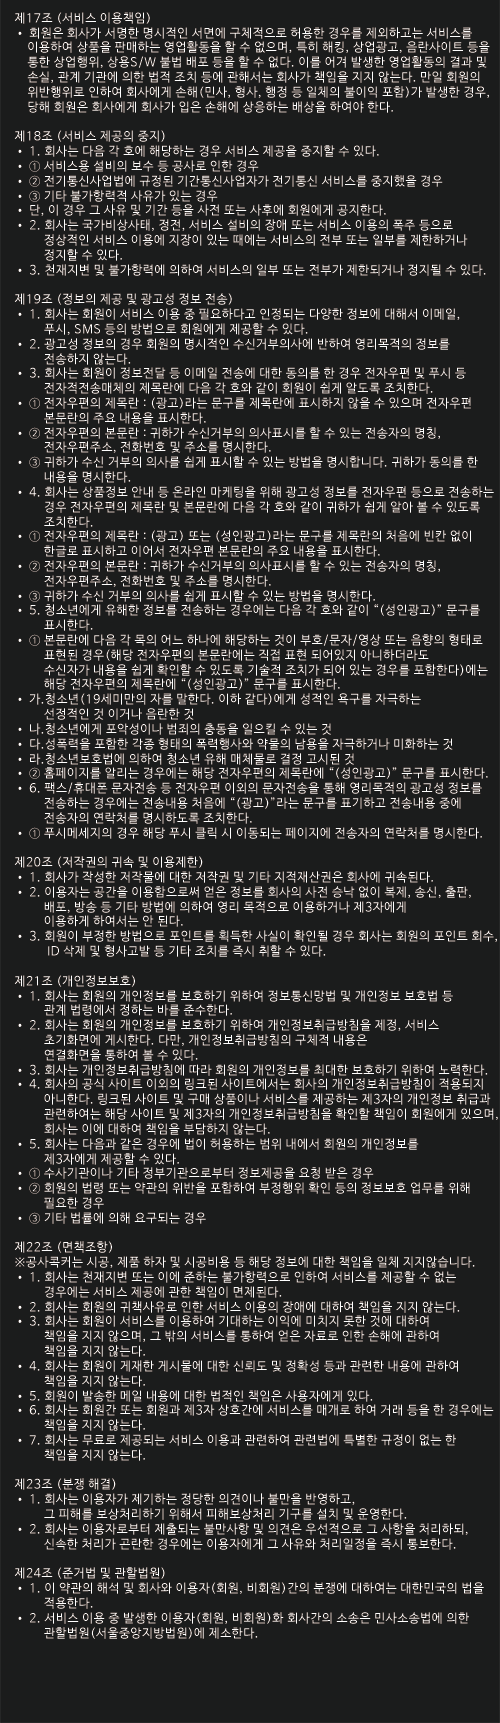 제17조 (서비스 이용책임)
• 회원은 회사가 서명한 명시적인 서면에 구체적으로 허용한 경우를 제외하고는 서비스를
이용하여 상품을 판매하는 영업활동을 할 수 없으며, 특히 해킹, 상업광고, 음란사이트 등을
통한 상업행위, 상용S/W 불법 배포 등을 할 수 없다. 이를 어겨 발생한 영업활동의 결과 및
손실, 관계 기관에 의한 법적 조치 등에 관해서는 회사가 책임을 지지 않는다. 만일 회원의
위반행위로 인하여 회사에게 손해(민사, 형사, 행정 등 일체의 불이익 포함)가 발생한 경우,
당해 회원은 회사에게 회사가 입은 손해에 상응하는 배상을 하여야 한다.
제18조 (서비스 제공의 중지)
• 1. 회사는 다음 각 호에 해당하는 경우 서비스 제공을 중지할 수 있다.
• ① 서비스용 설비의 보수 등 공사로 인한 경우
• ② 전기통신사업법에 규정된 기간통신사업자가 전기통신 서비스를 중지했을 경우
• ③ 기타 불가항력적 사유가 있는 경우
• 단, 이 경우 그 사유 및 기간 등을 사전 또는 사후에 회원에게 공지한다.
• 2. 회사는 국가비상사태, 정전, 서비스 설비의 장애 또는 서비스 이용의 폭주 등으로
정상적인 서비스 이용에 지장이 있는 때에는 서비스의 전부 또는 일부를 제한하거나
정지할 수 있다.
• 3. 천재지변 및 불가항력에 의하여 서비스의 일부 또는 전부가 제한되거나 정지될 수 있다.
제19조 (정보의 제공 및 광고성 정보 전송)
• 1. 회사는 회원이 서비스 이용 중 필요하다고 인정되는 다양한 정보에 대해서 이메일,
푸시, SMS 등의 방법으로 회원에게 제공할 수 있다.
• 2. 광고성 정보의 경우 회원의 명시적인 수신거부의사에 반하여 영리목적의 정보를
전송하지 않는다.
• 3. 회사는 회원이 정보전달 등 이메일 전송에 대한 동의를 한 경우 전자우편 및 푸시 등
전자적전송매체의 제목란에 다음 각 호와 같이 회원이 쉽게 알도록 조치한다.
• ① 전자우편의 제목란 : (광고)라는 문구를 제목란에 표시하지 않을 수 있으며 전자우편
본문란의 주요 내용을 표시한다.
• ② 전자우편의 본문란 : 귀하가 수신거부의 의사표시를 할 수 있는 전송자의 명칭,
전자우편주소, 전화번호 및 주소를 명시한다.
• ③ 귀하가 수신 거부의 의사를 쉽게 표시할 수 있는 방법을 명시합니다. 귀하가 동의를 한
내용을 명시한다.
• 4. 회사는 상품정보 안내 등 온라인 마케팅을 위해 광고성 정보를 전자우편 등으로 전송하는
경우 전자우편의 제목란 및 본문란에 다음 각 호와 같이 귀하가 쉽게 알아 볼 수 있도록
조치한다.
• ① 전자우편의 제목란 : (광고) 또는 (성인광고)라는 문구를 제목란의 처음에 빈칸 없이
한글로 표시하고 이어서 전자우편 본문란의 주요 내용을 표시한다.
• ② 전자우편의 본문란 : 귀하가 수신거부의 의사표시를 할 수 있는 전송자의 명칭,
전자우편주소, 전화번호 및 주소를 명시한다.
• ③ 귀하가 수신 거부의 의사를 쉽게 표시할 수 있는 방법을 명시한다.
• 5. 청소년에게 유해한 정보를 전송하는 경우에는 다음 각 호와 같이 “(성인광고)” 문구를
표시한다.
• ① 본문란에 다음 각 목의 어느 하나에 해당하는 것이 부호/문자/영상 또는 음향의 형태로
표현된 경우(해당 전자우편의 본문란에는 직접 표현 되어있지 아니하더라도
수신자가 내용을 쉽게 확인할 수 있도록 기술적 조치가 되어 있는 경우를 포함한다)에는
해당 전자우편의 제목란에 “(성인광고)” 문구를 표시한다.
• 가.청소년(19세미만의 자를 말한다. 이하 같다)에게 성적인 욕구를 자극하는
선정적인 것 이거나 음란한 것
• 나.청소년에게 포악성이나 범죄의 충동을 일으킬 수 있는 것
• 다.성폭력을 포함한 각종 형태의 폭력행사와 약물의 남용을 자극하거나 미화하는 것
• 라.청소년보호법에 의하여 청소년 유해 매체물로 결정 고시된 것
• ② 홈페이지를 알리는 경우에는 해당 전자우편의 제목란에 “(성인광고)” 문구를 표시한다.
• 6. 팩스/휴대폰 문자전송 등 전자우편 이외의 문자전송을 통해 영리목적의 광고성 정보를
전송하는 경우에는 전송내용 처음에 “(광고)”라는 문구를 표기하고 전송내용 중에
전송자의 연락처를 명시하도록 조치한다.
• ① 푸시메세지의 경우 해당 푸시 클릭 시 이동되는 페이지에 전송자의 연락처를 명시한다.
제20조 (저작권의 귀속 및 이용제한)
• 1. 회사가 작성한 저작물에 대한 저작권 및 기타 지적재산권은 회사에 귀속된다.
• 2. 이용자는 공간을 이용함으로써 얻은 정보를 회사의 사전 승낙 없이 복제, 송신, 출판,
배포, 방송 등 기타 방법에 의하여 영리 목적으로 이용하거나 제3자에게
이용하게 하여서는 안 된다.
• 3. 회원이 부정한 방법으로 포인트를 획득한 사실이 확인될 경우 회사는 회원의 포인트 회수,
ID 삭제 및 형사고발 등 기타 조치를 즉시 취할 수 있다.
제21조 (개인정보보호)
• 1. 회사는 회원의 개인정보를 보호하기 위하여 정보통신망법 및 개인정보 보호법 등
관계 법령에서 정하는 바를 준수한다.
• 2. 회사는 회원의 개인정보를 보호하기 위하여 개인정보취급방침을 제정, 서비스
초기화면에 게시한다. 다만, 개인정보취급방침의 구체적 내용은
연결화면을 통하여 볼 수 있다.
• 3. 회사는 개인정보취급방침에 따라 회원의 개인정보를 최대한 보호하기 위하여 노력한다.
• 4. 회사의 공식 사이트 이외의 링크된 사이트에서는 회사의 개인정보취급방침이 적용되지
아니한다. 링크된 사이트 및 구매 상품이나 서비스를 제공하는 제3자의 개인정보 취급과
관련하여는 해당 사이트 및 제3자의 개인정보취급방침을 확인할 책임이 회원에게 있으며,
회사는 이에 대하여 책임을 부담하지 않는다.
• 5. 회사는 다음과 같은 경우에 법이 허용하는 범위 내에서 회원의 개인정보를
제3자에게 제공할 수 있다.
• ① 수사기관이나 기타 정부기관으로부터 정보제공을 요청 받은 경우
• ② 회원의 법령 또는 약관의 위반을 포함하여 부정행위 확인 등의 정보보호 업무를 위해
필요한 경우
• ③ 기타 법률에 의해 요구되는 경우
제22조 (면책조항)
※공사콕커는 시공, 제품 하자 및 시공비용 등 해당 정보에 대한 책임을 일체 지지않습니다.
• 1. 회사는 천재지변 또는 이에 준하는 불가항력으로 인하여 서비스를 제공할 수 없는
경우에는 서비스 제공에 관한 책임이 면제된다.
• 2. 회사는 회원의 귀책사유로 인한 서비스 이용의 장애에 대하여 책임을 지지 않는다.
• 3. 회사는 회원이 서비스를 이용하여 기대하는 이익에 미치지 못한 것에 대하여
책임을 지지 않으며, 그 밖의 서비스를 통하여 얻은 자료로 인한 손해에 관하여
책임을 지지 않는다.
• 4. 회사는 회원이 게재한 게시물에 대한 신뢰도 및 정확성 등과 관련한 내용에 관하여
책임을 지지 않는다.
• 5. 회원이 발송한 메일 내용에 대한 법적인 책임은 사용자에게 있다.
• 6. 회사는 회원간 또는 회원과 제3자 상호간에 서비스를 매개로 하여 거래 등을 한 경우에는
책임을 지지 않는다.
• 7. 회사는 무료로 제공되는 서비스 이용과 관련하여 관련법에 특별한 규정이 없는 한
책임을 지지 않는다.
제23조 (분쟁 해결)
• 1. 회사는 이용자가 제기하는 정당한 의견이나 불만을 반영하고,
그 피해를 보상처리하기 위해서 피해보상처리 기구를 설치 및 운영한다.
• 2. 회사는 이용자로부터 제출되는 불만사항 및 의견은 우선적으로 그 사항을 처리하되,
신속한 처리가 곤란한 경우에는 이용자에게 그 사유와 처리일정을 즉시 통보한다.
제24조 (준거법 및 관할법원)
• 1. 이 약관의 해석 및 회사와 이용자(회원, 비회원)간의 분쟁에 대하여는 대한민국의 법을
적용한다.
• 2. 서비스 이용 중 발생한 이용자(회원, 비회원)화 회사간의 소송은 민사소송법에 의한
관할법원(서울중앙지방법원)에 제소한다.